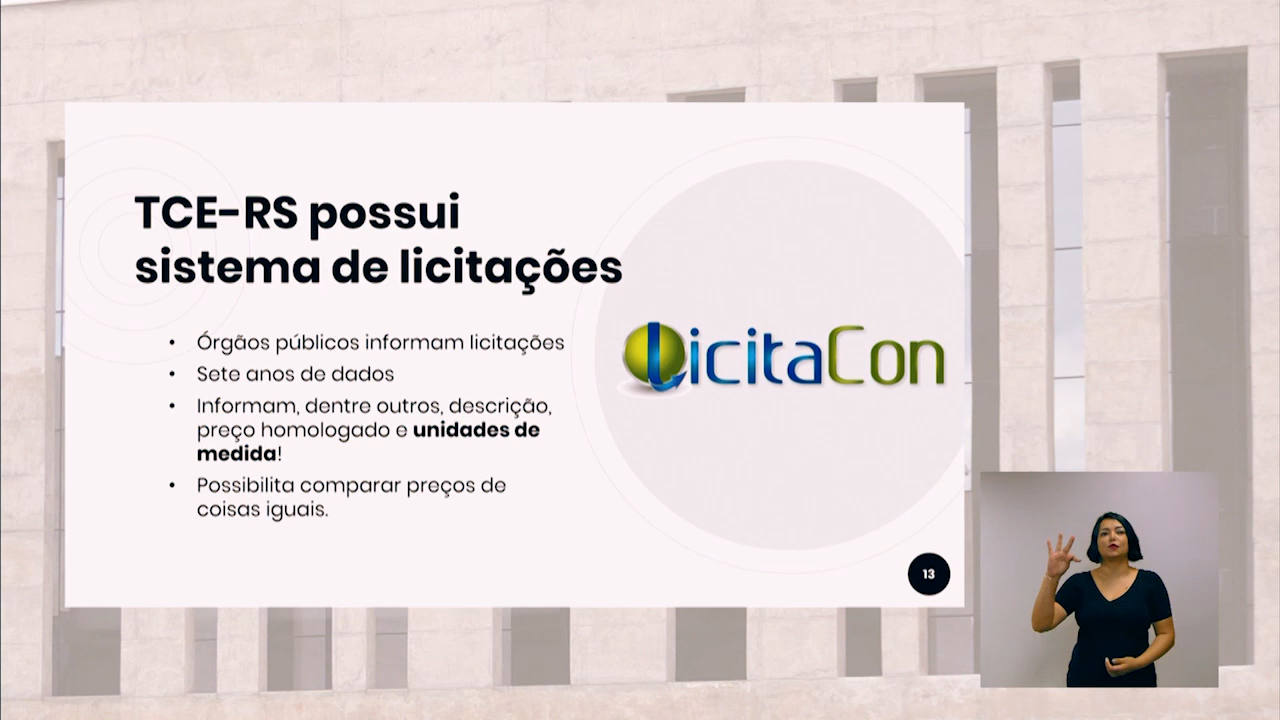 TCE-RS possui
sistema de licitações
• Órgãos públicos informam licitações
• Sete anos de dados
• Informam, dentre outros, descrição,
preço homologado e unidades de
medida!
• Possibilita comparar preços de
coisas iguais.
LicitaCon
13